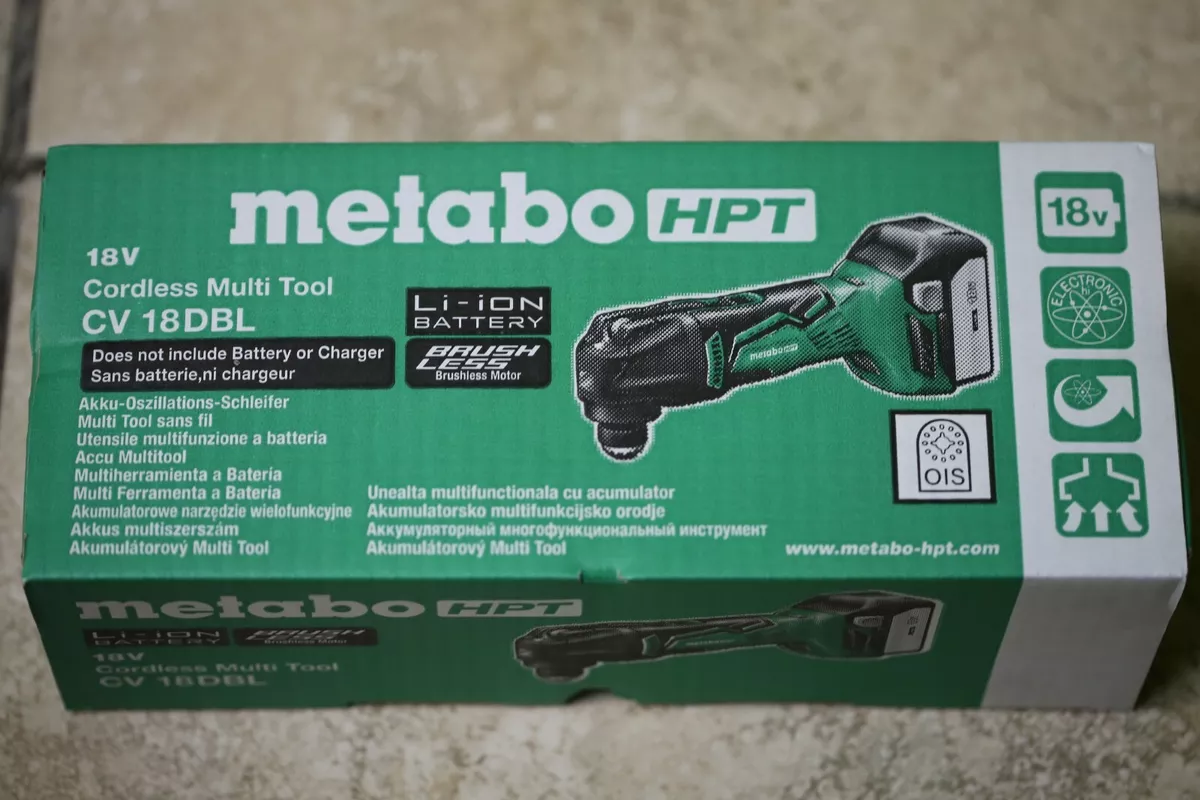 metabo HPT
18V
Cordless Multi Tool
CV 18DBL
Does not include Battery or Charger
Sans batterie,ni chargeur
Li-ion
BATTERY
BRUSH
LESS
Brushless Motor
Akku-Oszillations-Schleifer
Multi Tool sans fil
Utensile multifunzione a batteria
Accu Multitool
Multiherramienta a Batería
Multi Ferramenta a Bateria
Akumulatorowe narzędzie wielofunkcyjne
Akkus multiszerszám
Akumulátorový Multi Tool
Unealta multifunctionala cu acumulator
Akumulatorsko multifunkcijsko orodje
Аккумуляторный многофункциональный инструмент
Akumulátorový Multi Tool
metabo HPT
OIS
www.metabo-hpt.com
18v
ELECTRONIC
metabo HPT
Li-ion
BATTERY
BRUSH
LESS
Brushless Motor
18V
Cordless Multi Tool
CV 18DBL